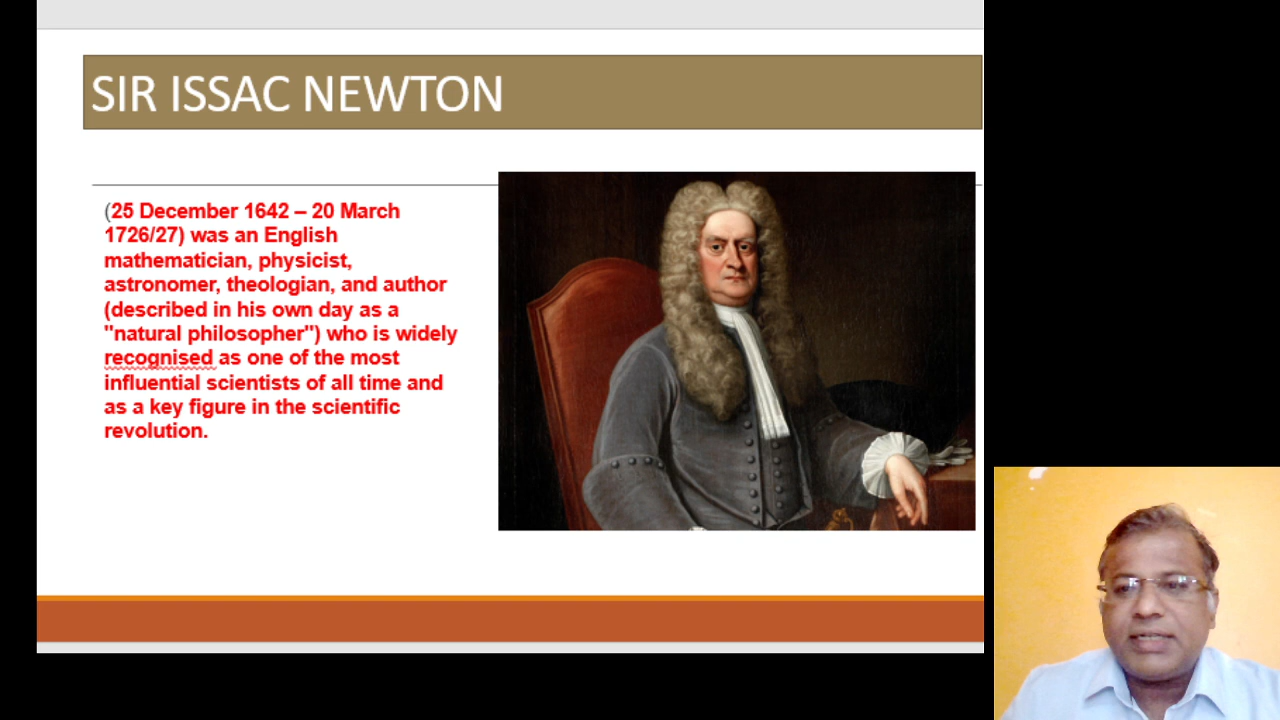 SIR ISSAC NEWTON
(25 December 1642 – 20 March
1726/27) was an English
mathematician, physicist,
astronomer, theologian, and author
(described in his own day as a
"natural philosopher") who is widely
recognised as one of the most
influential scientists of all time and
as a key figure in the scientific
revolution.